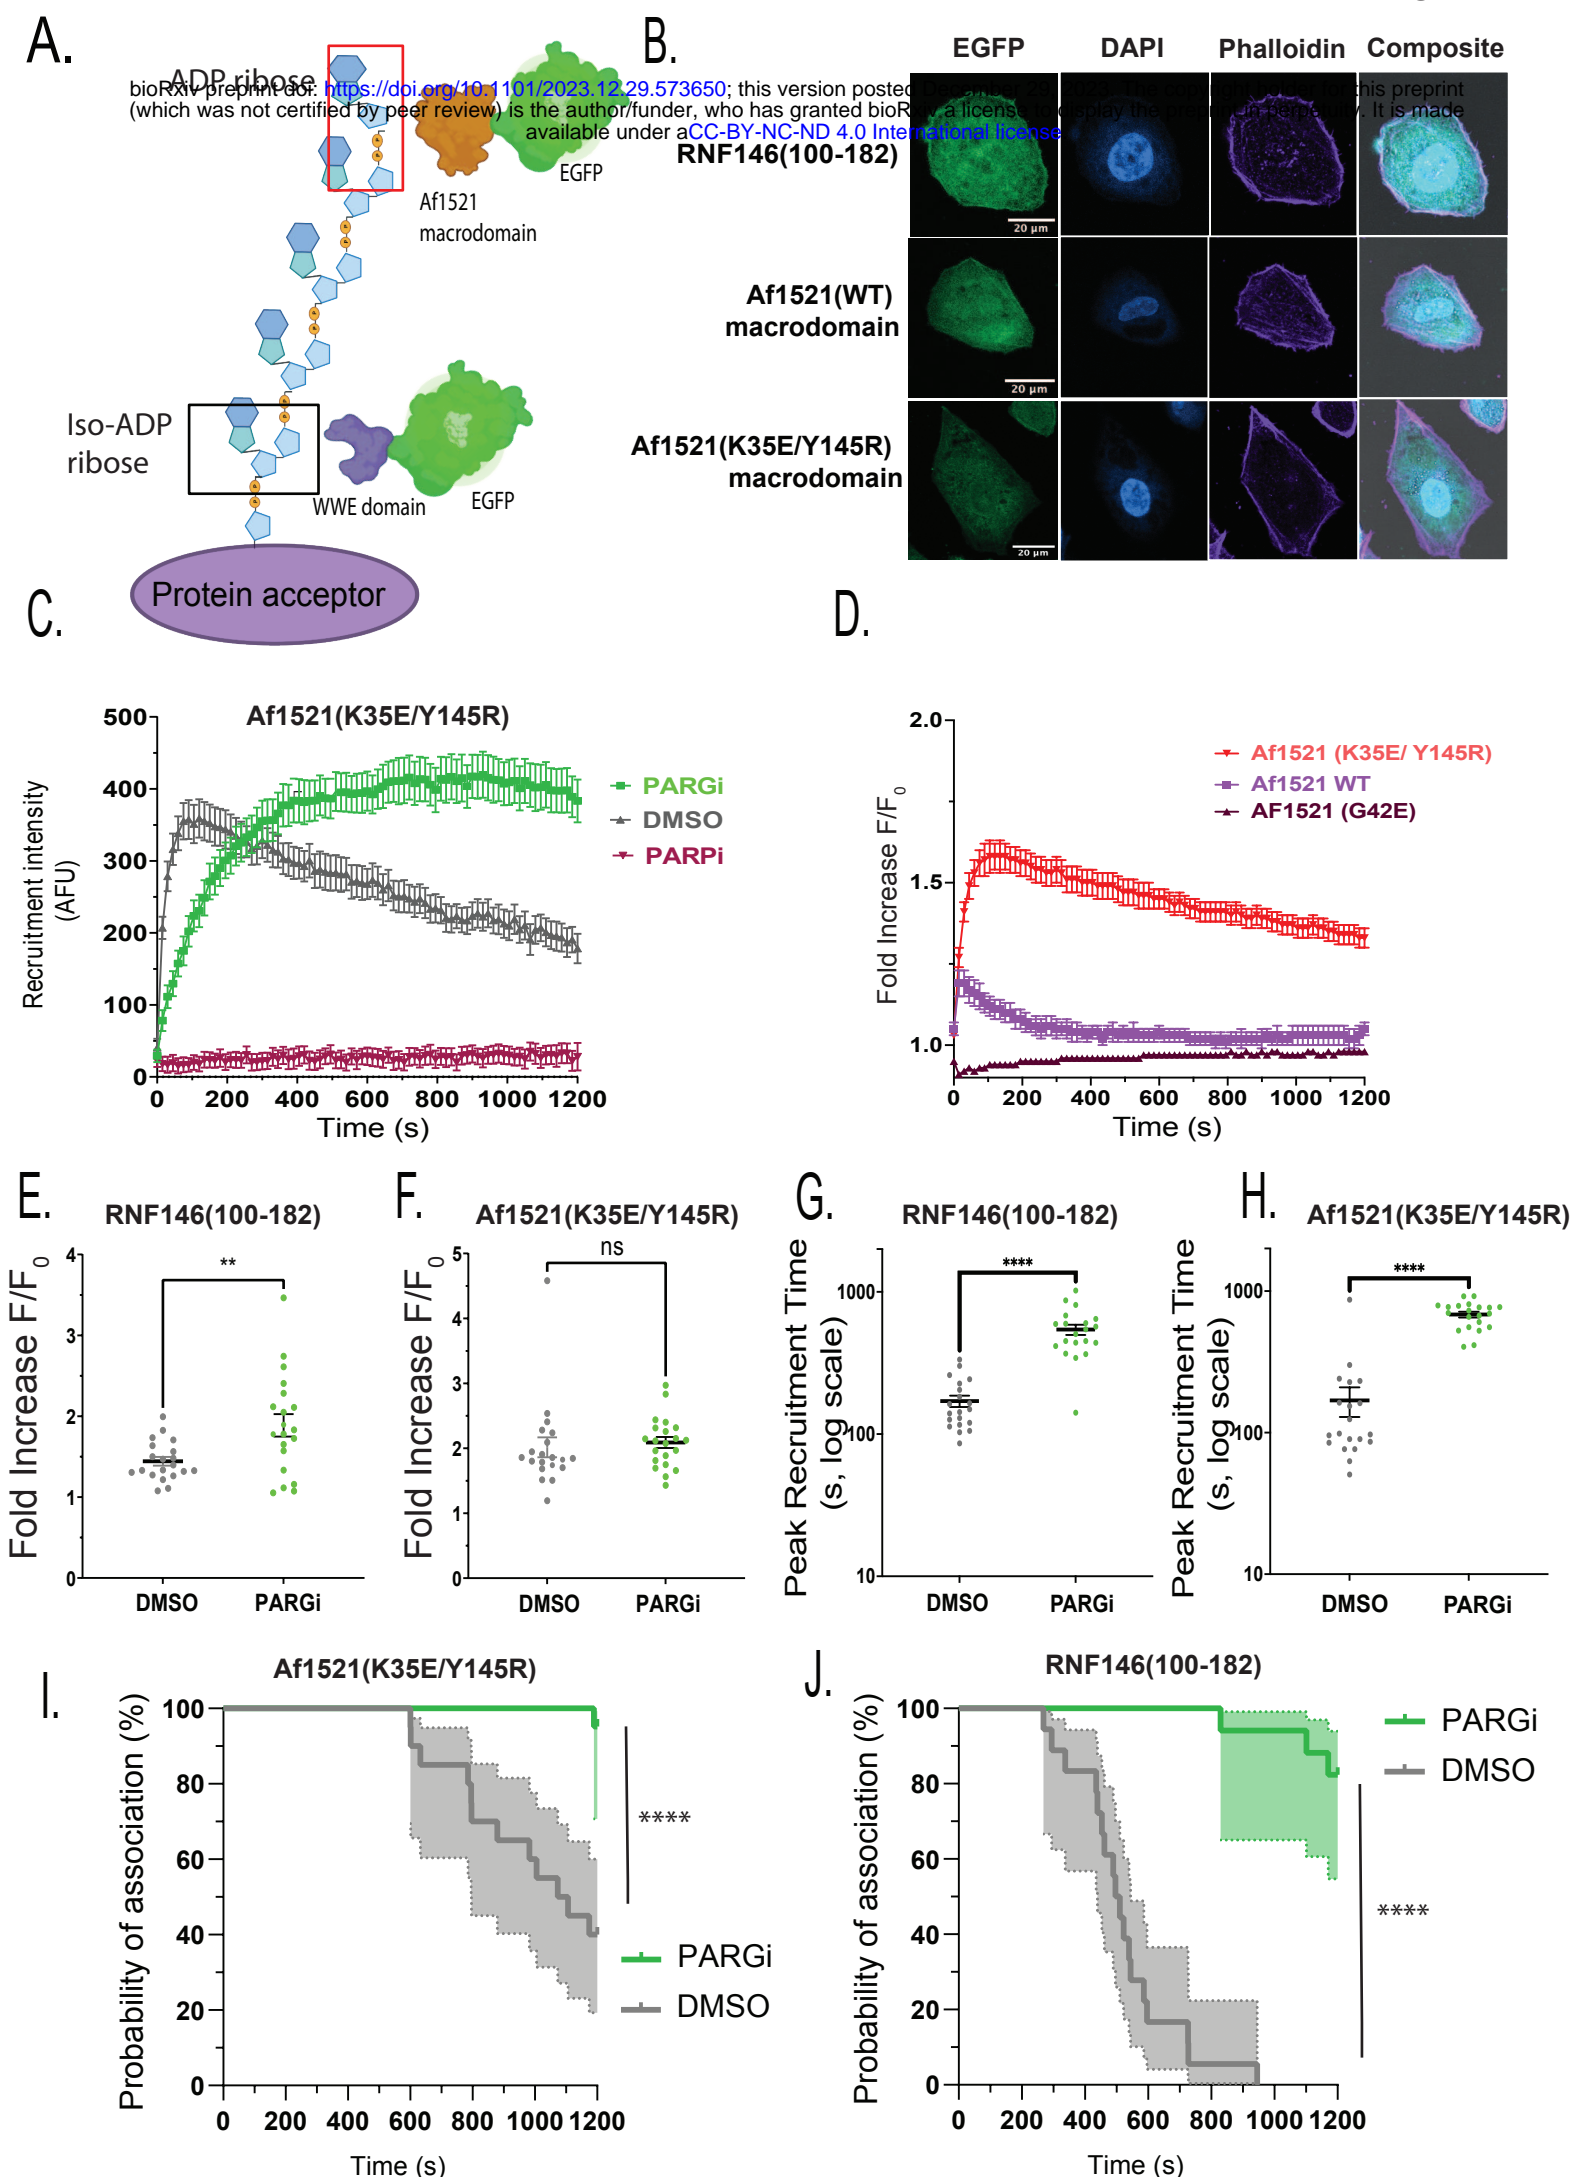 A.
B.
EGFP DAPI Phalloidin Composite
ADP ribose
bioRxiv preprint doi: https://doi.org/10.1101/2023.12.29.573650; this version posted December 29, 2023. The copyright holder for this preprint
(which was not certified by peer review) is the author/funder, who has granted bioRxiv a license to display the preprint in perpetuity. It is made
available under aCC-BY-NC-ND 4.0 International license
EGFP
Af1521
macrodomain
RNF146(100-182)
20 µm
Af1521(WT)
macrodomain
20 µm
Af1521(K35E/Y145R)
macrodomain
20 µm
Iso-ADP
ribose
WWE domain
EGFP
Protein acceptor
C.
Af1521(K35E/Y145R)
Recruitment intensity
(AFU)
500
400
300
200
100
0
PARGi
DMSO
PARPi
0 200 400 600 800 1000 1200
Time (s)
D.
Fold Increase F/F0
2.0
1.5
1.0
Af1521 (K35E/ Y145R)
Af1521 WT
AF1521 (G42E)
0 200 400 600 800 1000 1200
Time (s)
E.
RNF146(100-182)
Fold Increase F/F0
4
3
2
1
0
**
DMSO PARGi
F.
Af1521(K35E/Y145R)
Fold Increase F/F0
5
4
3
2
1
0
ns
DMSO PARGi
G.
RNF146(100-182)
Peak Recruitment Time
(s, log scale)
1000
100
10
****
DMSO PARGi
H.
Af1521(K35E/Y145R)
Peak Recruitment Time
(s, log scale)
1000
100
10
****
DMSO PARGi
I.
Af1521(K35E/Y145R)
Probability of association (%)
100
80
60
40
20
0
****
PARGi
DMSO
0 200 400 600 800 1000 1200
Time (s)
J.
RNF146(100-182)
Probability of association (%)
100
80
60
40
20
0
PARGi
DMSO
****
0 200 400 600 800 1000 1200
Time (s)